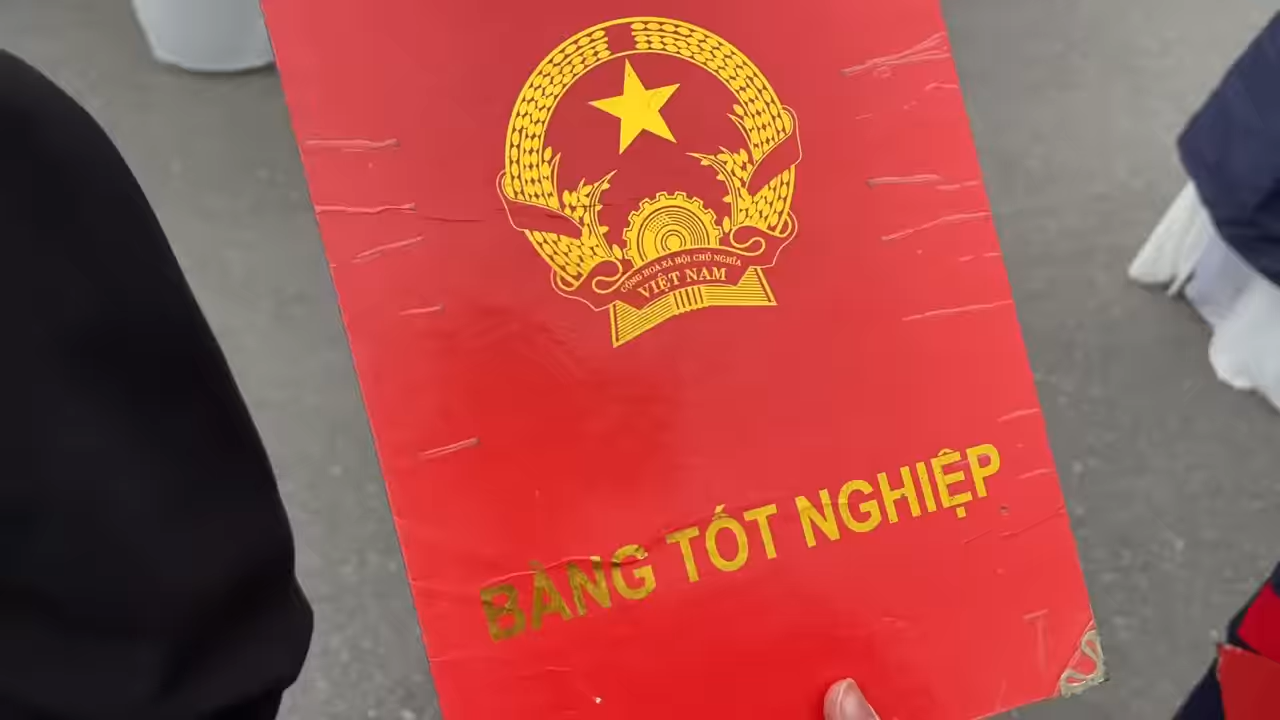 CỘNG HOÀ XÃ HỘI CHỦ NGHĨA
VIỆT NAM
BẰNG TỐT NGHIỆP